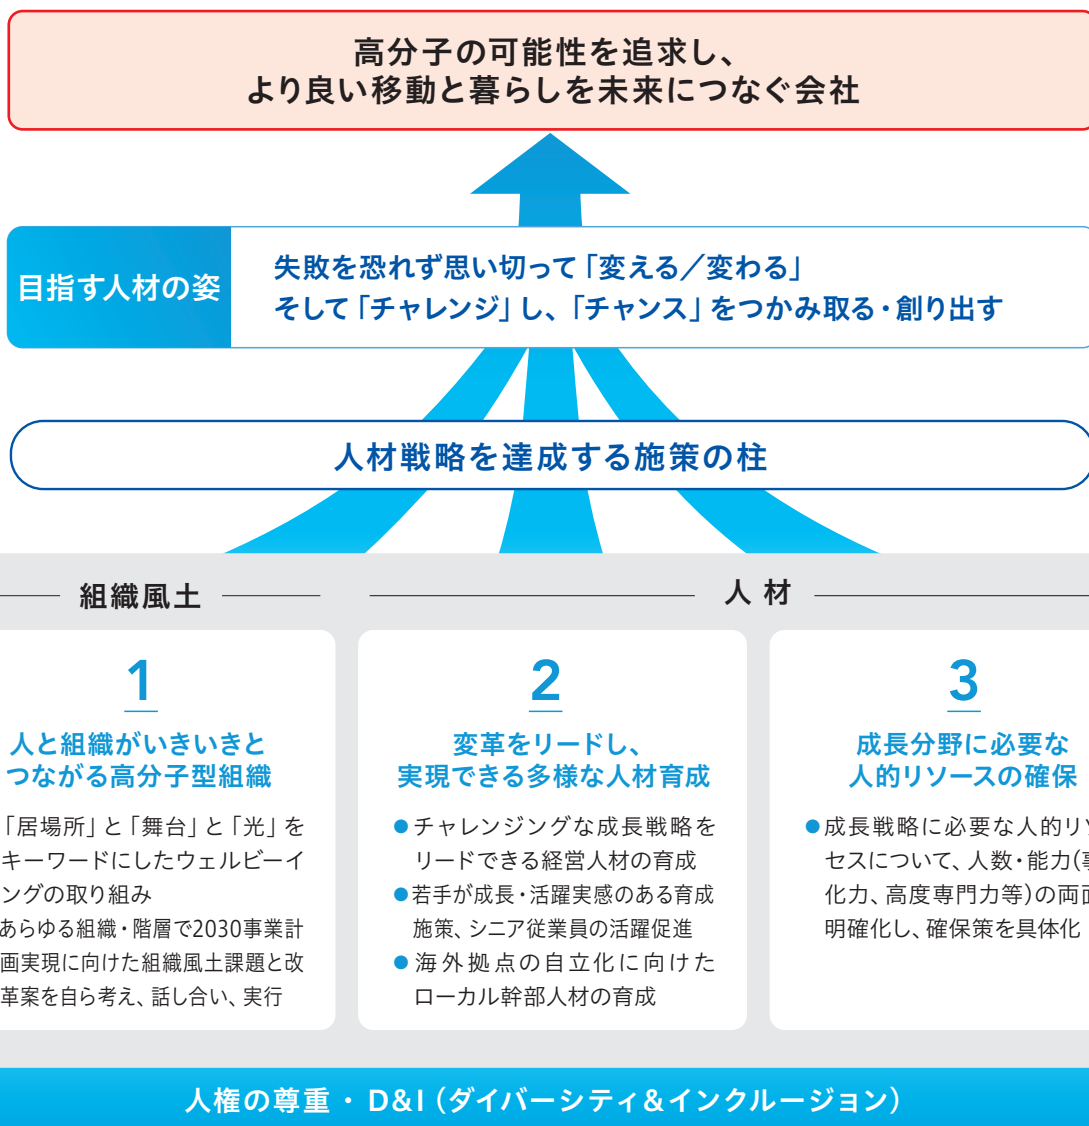 高分子の可能性を追求し、
より良い移動と暮らしを未来につなぐ会社
目指す人材の姿
失敗を恐れず思い切って「変える／変わる」
そして「チャレンジ」し、「チャンス」をつかみ取る・創り出す
人材戦略を達成する施策の柱
組織風土
人材
1
人と組織がいきいきと
つながる高分子型組織
「居場所」と「舞台」と「光」を
キーワードにしたウェルビーイ
ングの取り組み
あらゆる組織・階層で2030事業計
画実現に向けた組織風土課題と改
革案を自ら考え、話し合い、実行
2
変革をリードし、
実現できる多様な人材育成
●チャレンジングな成長戦略を
リードできる経営人材の育成
●若手が成長・活躍実感のある育成
施策、シニア従業員の活躍促進
●海外拠点の自立化に向けた
ローカル幹部人材の育成
3
成長分野に必要な
人的リソースの確保
●成長戦略に必要な人的リ
セスについて、人数・能力(
化力、高度専門力等)の両
明確化し、確保策を具体化
人権の尊重・D&I（ダイバーシティ&インクルージョン）